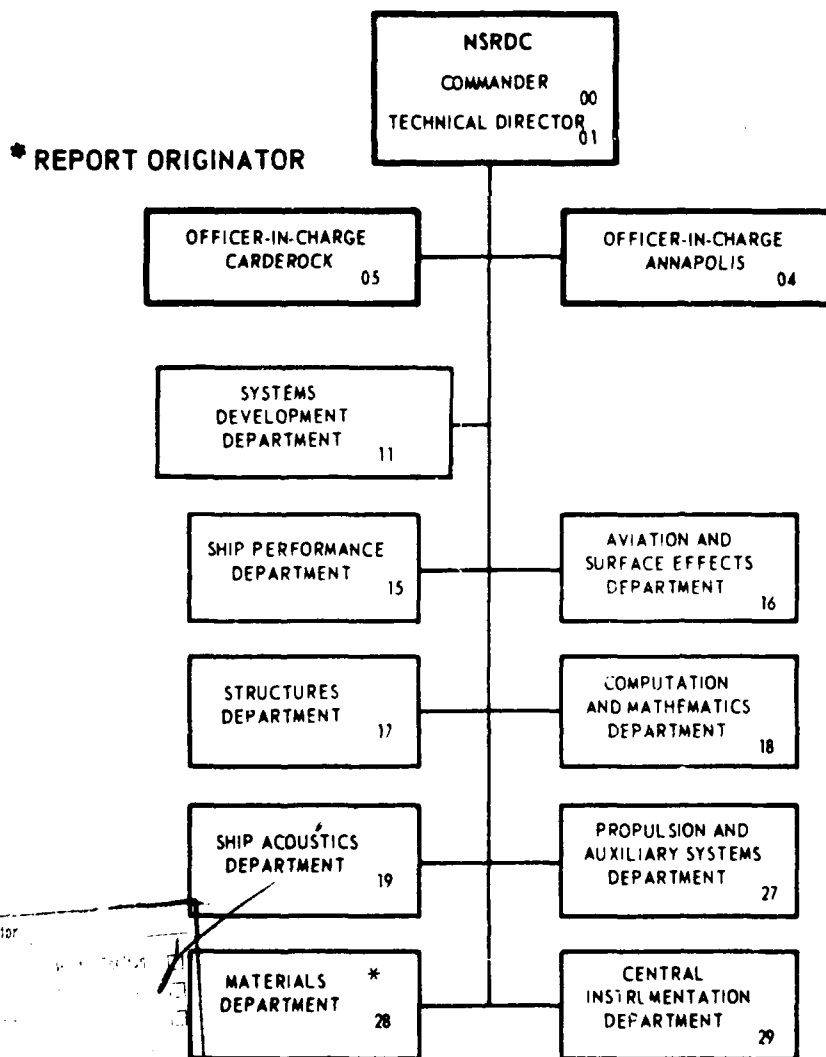 NSRDC
COMMANDER
00
TECHNICAL DIRECTOR
01
* REPORT ORIGINATOR
OFFICER-IN-CHARGE
CARDEROCK
05
OFFICER-IN-CHARGE
ANNAPOLIS
04
SYSTEMS
DEVELOPMENT
DEPARTMENT
11
SHIP PERFORMANCE
DEPARTMENT
15
AVIATION AND
SURFACE EFFECTS
DEPARTMENT
16
STRUCTURES
DEPARTMENT
17
COMPUTATION
AND MATHEMATICS
DEPARTMENT
18
SHIP ACOUSTICS
DEPARTMENT
19
PROPULSION AND
AUXILIARY SYSTEMS
DEPARTMENT
27
MATERIALS *
DEPARTMENT
28
CENTRAL
INSTRUMENTATION
DEPARTMENT
29